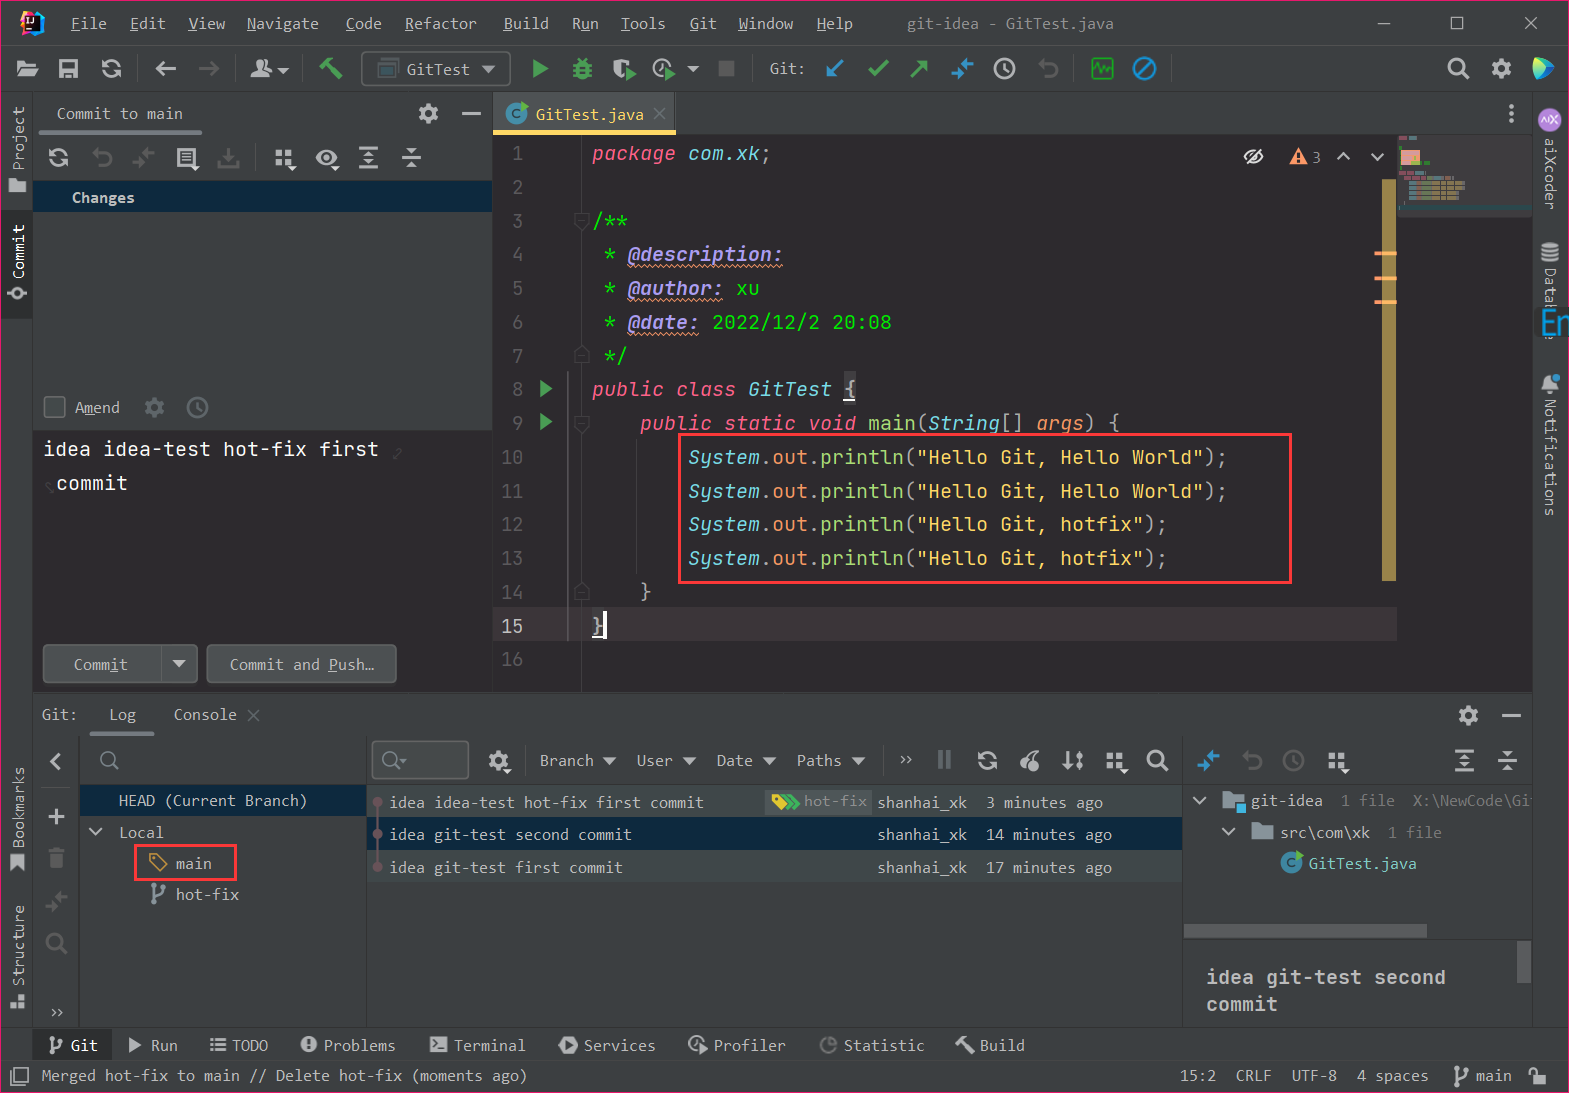 File Edit View Navigate Code Refactor Build Run Tools Git Window Help git-idea - GitTest.java
GitTest Git:
Project
Commit
Bookmarks
Structure
Commit to main
Changes
Amend
idea idea-test hot-fix first
commit
Commit Commit and Push…
GitTest.java
1 package com.xk;
2
3 /**
4 * @description:
5 * @author: xu
6 * @date: 2022/12/2 20:08
7 */
8 public class GitTest {
9 public static void main(String[] args) {
10 System.out.println("Hello Git, Hello World");
11 System.out.println("Hello Git, Hello World");
12 System.out.println("Hello Git, hotfix");
13 System.out.println("Hello Git, hotfix");
14 }
15 }
16
3
AiX
aiXcoder
En
Notifications
Git: Log Console
Branch User Date Paths
HEAD (Current Branch)
Local
main
hot-fix
idea idea-test hot-fix first commit hot-fix shanhai_xk 3 minutes ago
idea git-test second commit shanhai_xk 14 minutes ago
idea git-test first commit shanhai_xk 17 minutes ago
git-idea 1 file X:\NewCode\Gi
src\com\xk 1 file
GitTest.java
idea git-test second
commit
Git Run TODO Problems Terminal Services Profiler Statistic Build
Merged hot-fix to main // Delete hot-fix (moments ago) 15:2 CRLF UTF-8 4 spaces main